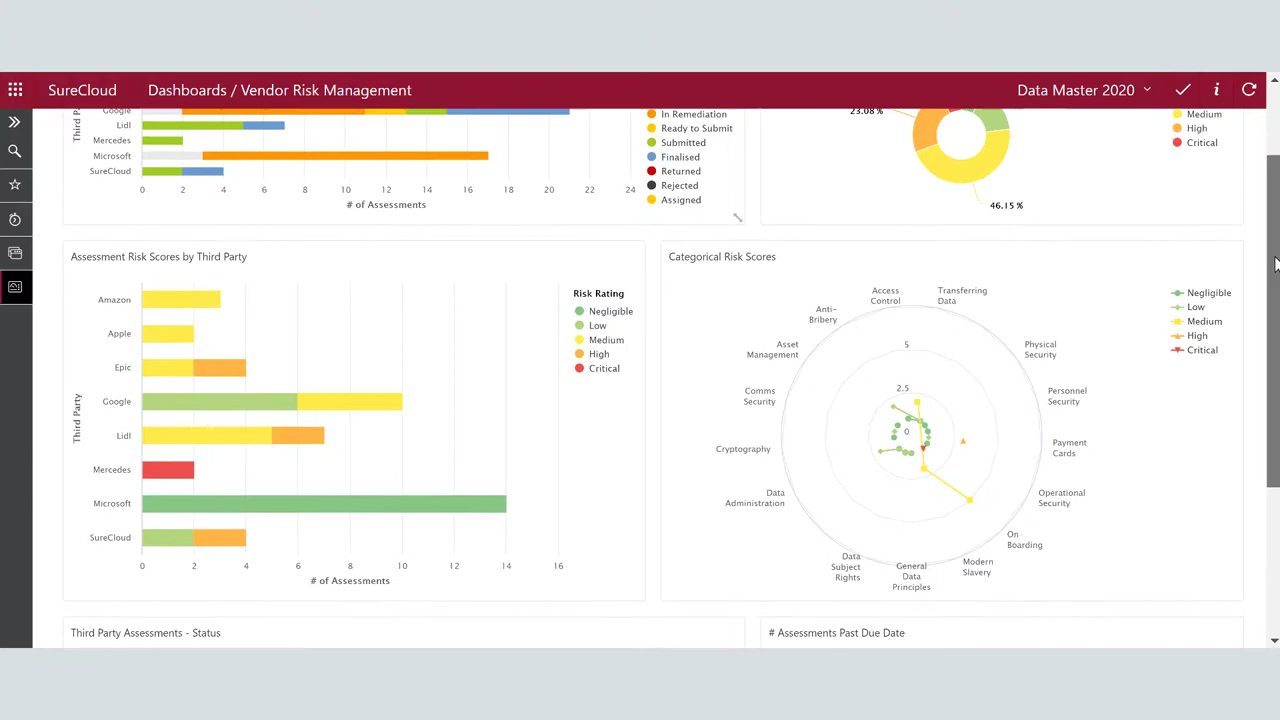 SureCloud
Dashboards / Vendor Risk Management
Data Master 2020
Third Par
Google
Lidl
Mercedes
Microsoft
SureCloud
0 2 4 6 8 10 12 14 16 18 20 22 24
# of Assessments
In Remediation
Ready to Submit
Submitted
Finalised
Returned
Rejected
Assigned
23.08 %
46.15 %
Medium
High
Critical
Assessment Risk Scores by Third Party
Third Party
Amazon
Apple
Epic
Google
Lidl
Mercedes
Microsoft
SureCloud
0 2 4 6 8 10 12 14 16
# of Assessments
Risk Rating
Negligible
Low
Medium
High
Critical
Categorical Risk Scores
Access
Control
Transferring
Data
Physical
Security
Personnel
Security
Payment
Cards
Operational
Security
On
Boarding
Modern
Slavery
General
Data
Principles
Data
Subject
Rights
Data
Administration
Cryptography
Comms
Security
Asset
Management
Anti-
Bribery
5
2.5
0
Negligible
Low
Medium
High
Critical
Third Party Assessments - Status
# Assessments Past Due Date